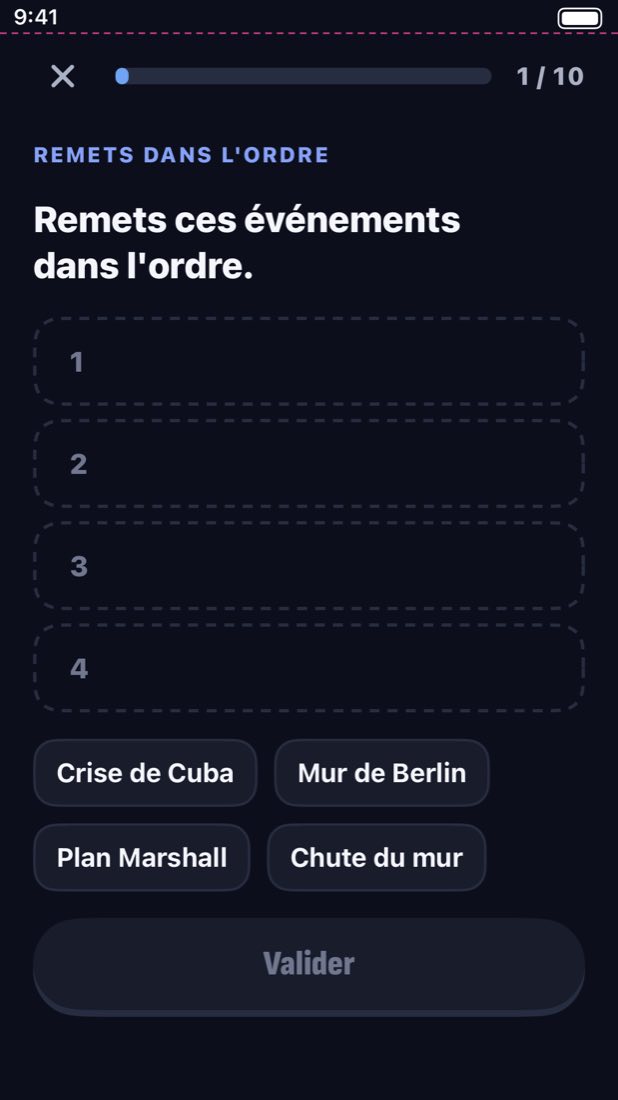 9:41
1 / 10
REMETS DANS L'ORDRE
Remets ces événements
dans l'ordre.
1
2
3
4
Crise de Cuba
Mur de Berlin
Plan Marshall
Chute du mur
Valider